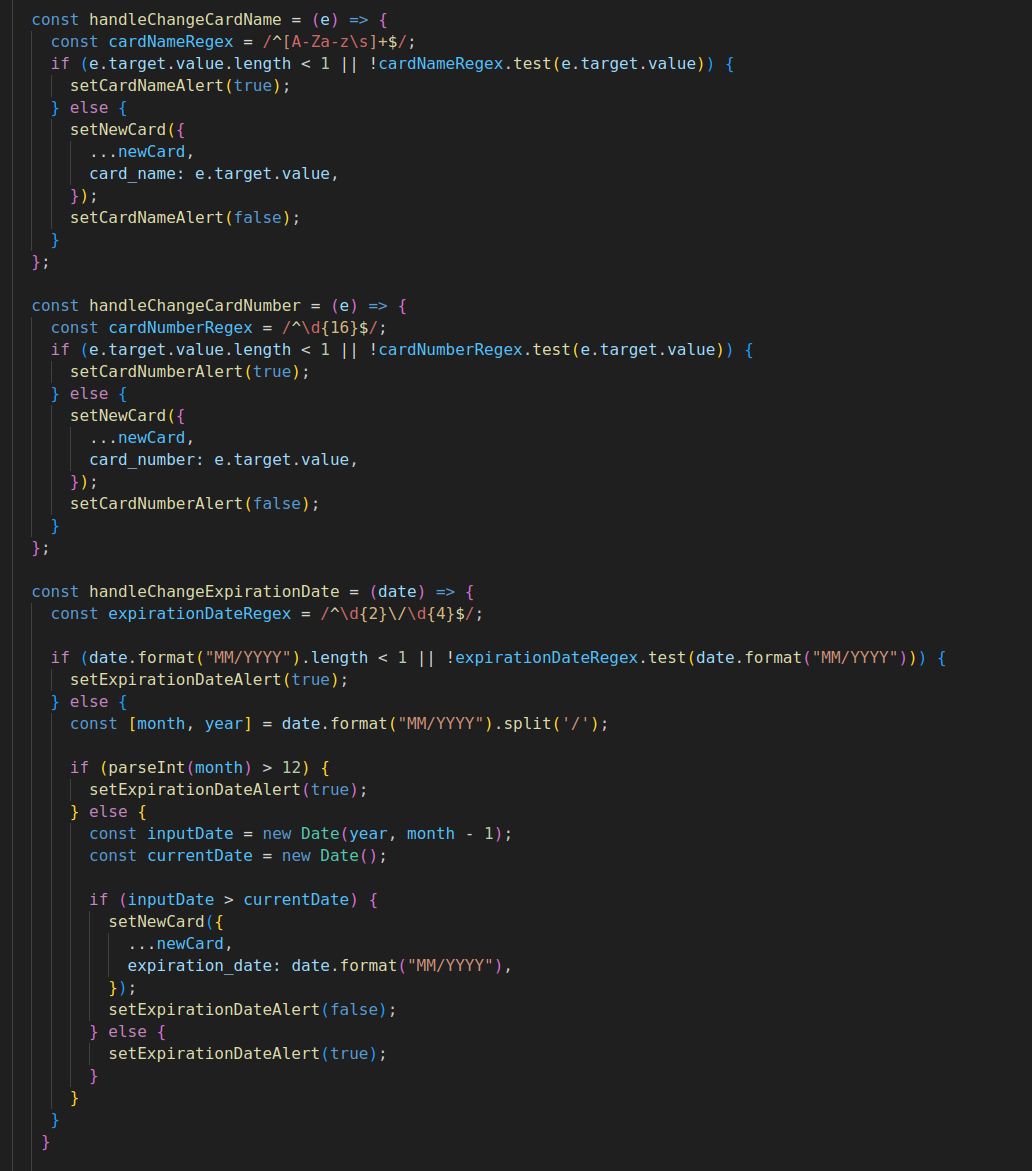 const handleChangeCardName = (e) => {
  const cardNameRegex = /^[A-Za-z\s]+$/;
  if (e.target.value.length < 1 || !cardNameRegex.test(e.target.value)) {
    setCardNameAlert(true);
  } else {
    setNewCard({
      ...newCard,
      card_name: e.target.value,
    });
    setCardNameAlert(false);
  }
};

const handleChangeCardNumber = (e) => {
  const cardNumberRegex = /^\d{16}$/;
  if (e.target.value.length < 1 || !cardNumberRegex.test(e.target.value)) {
    setCardNumberAlert(true);
  } else {
    setNewCard({
      ...newCard,
      card_number: e.target.value,
    });
    setCardNumberAlert(false);
  }
};

const handleChangeExpirationDate = (date) => {
  const expirationDateRegex = /^\d{2}\/\d{4}$/;

  if (date.format("MM/YYYY").length < 1 || !expirationDateRegex.test(date.format("MM/YYYY"))) {
    setExpirationDateAlert(true);
  } else {
    const [month, year] = date.format("MM/YYYY").split('/');

    if (parseInt(month) > 12) {
      setExpirationDateAlert(true);
    } else {
      const inputDate = new Date(year, month - 1);
      const currentDate = new Date();

      if (inputDate > currentDate) {
        setNewCard({
          ...newCard,
          expiration_date: date.format("MM/YYYY"),
        });
        setExpirationDateAlert(false);
      } else {
        setExpirationDateAlert(true);
      }
    }
  }
 }